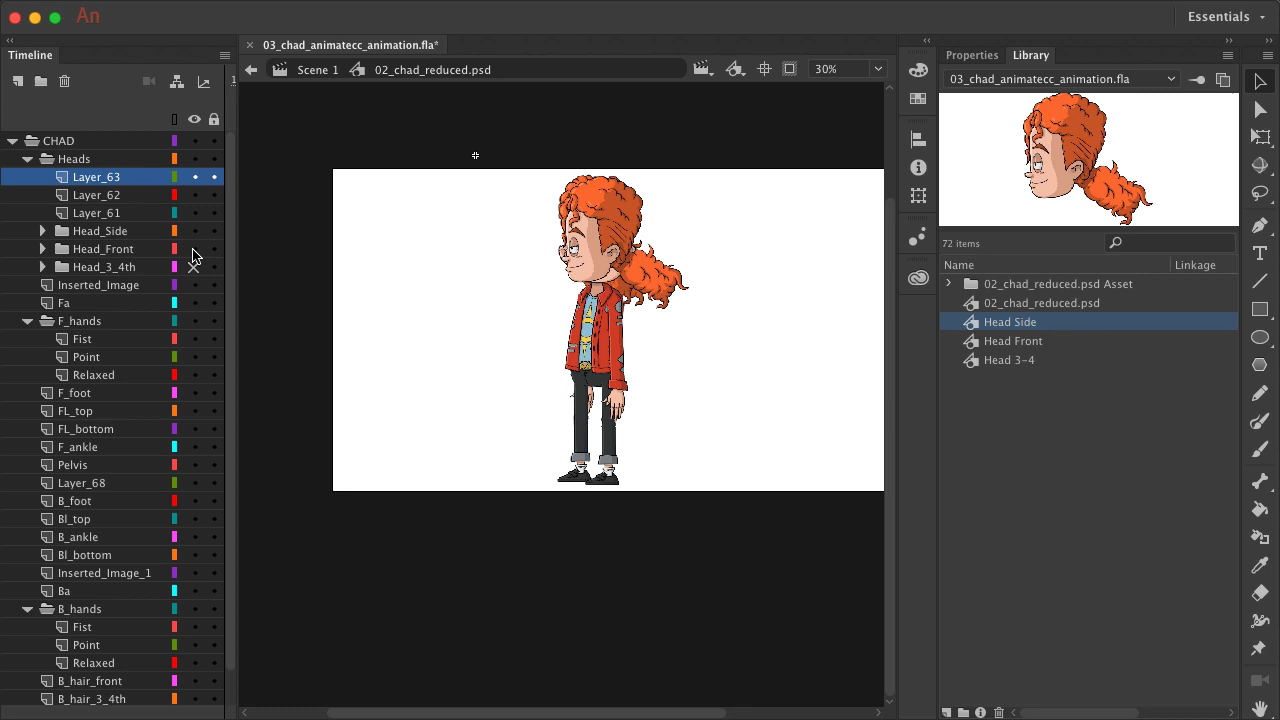 An
Essentials
Timeline
03_chad_animatecc_animation.fla*
Properties
Library
Scene 1
02_chad_reduced.psd
30%
03_chad_animatecc_animation.fla
1
CHAD
Heads
Layer_63
Layer_62
Layer_61
Head_Side
Head_Front
Head_3_4th
Inserted_Image
Fa
F_hands
Fist
Point
Relaxed
F_foot
FL_top
FL_bottom
F_ankle
Pelvis
Layer_68
B_foot
Bl_top
B_ankle
Bl_bottom
Inserted_Image_1
Ba
B_hands
Fist
Point
Relaxed
B_hair_front
B_hair_3_4th
72 items
Name
Linkage
02_chad_reduced.psd Asset
02_chad_reduced.psd
Head Side
Head Front
Head 3-4